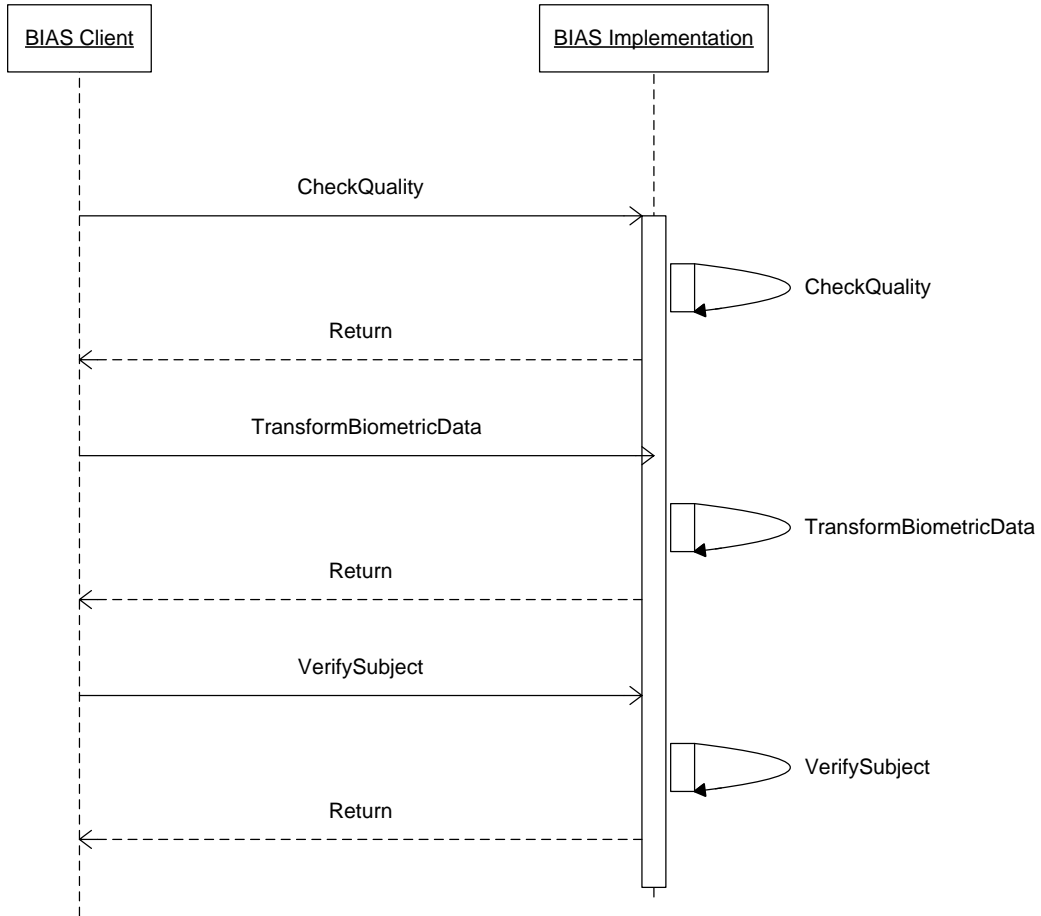 BIAS Client
BIAS Implementation
CheckQuality
CheckQuality
Return
TransformBiometricData
TransformBiometricData
Return
VerifySubject
VerifySubject
Return